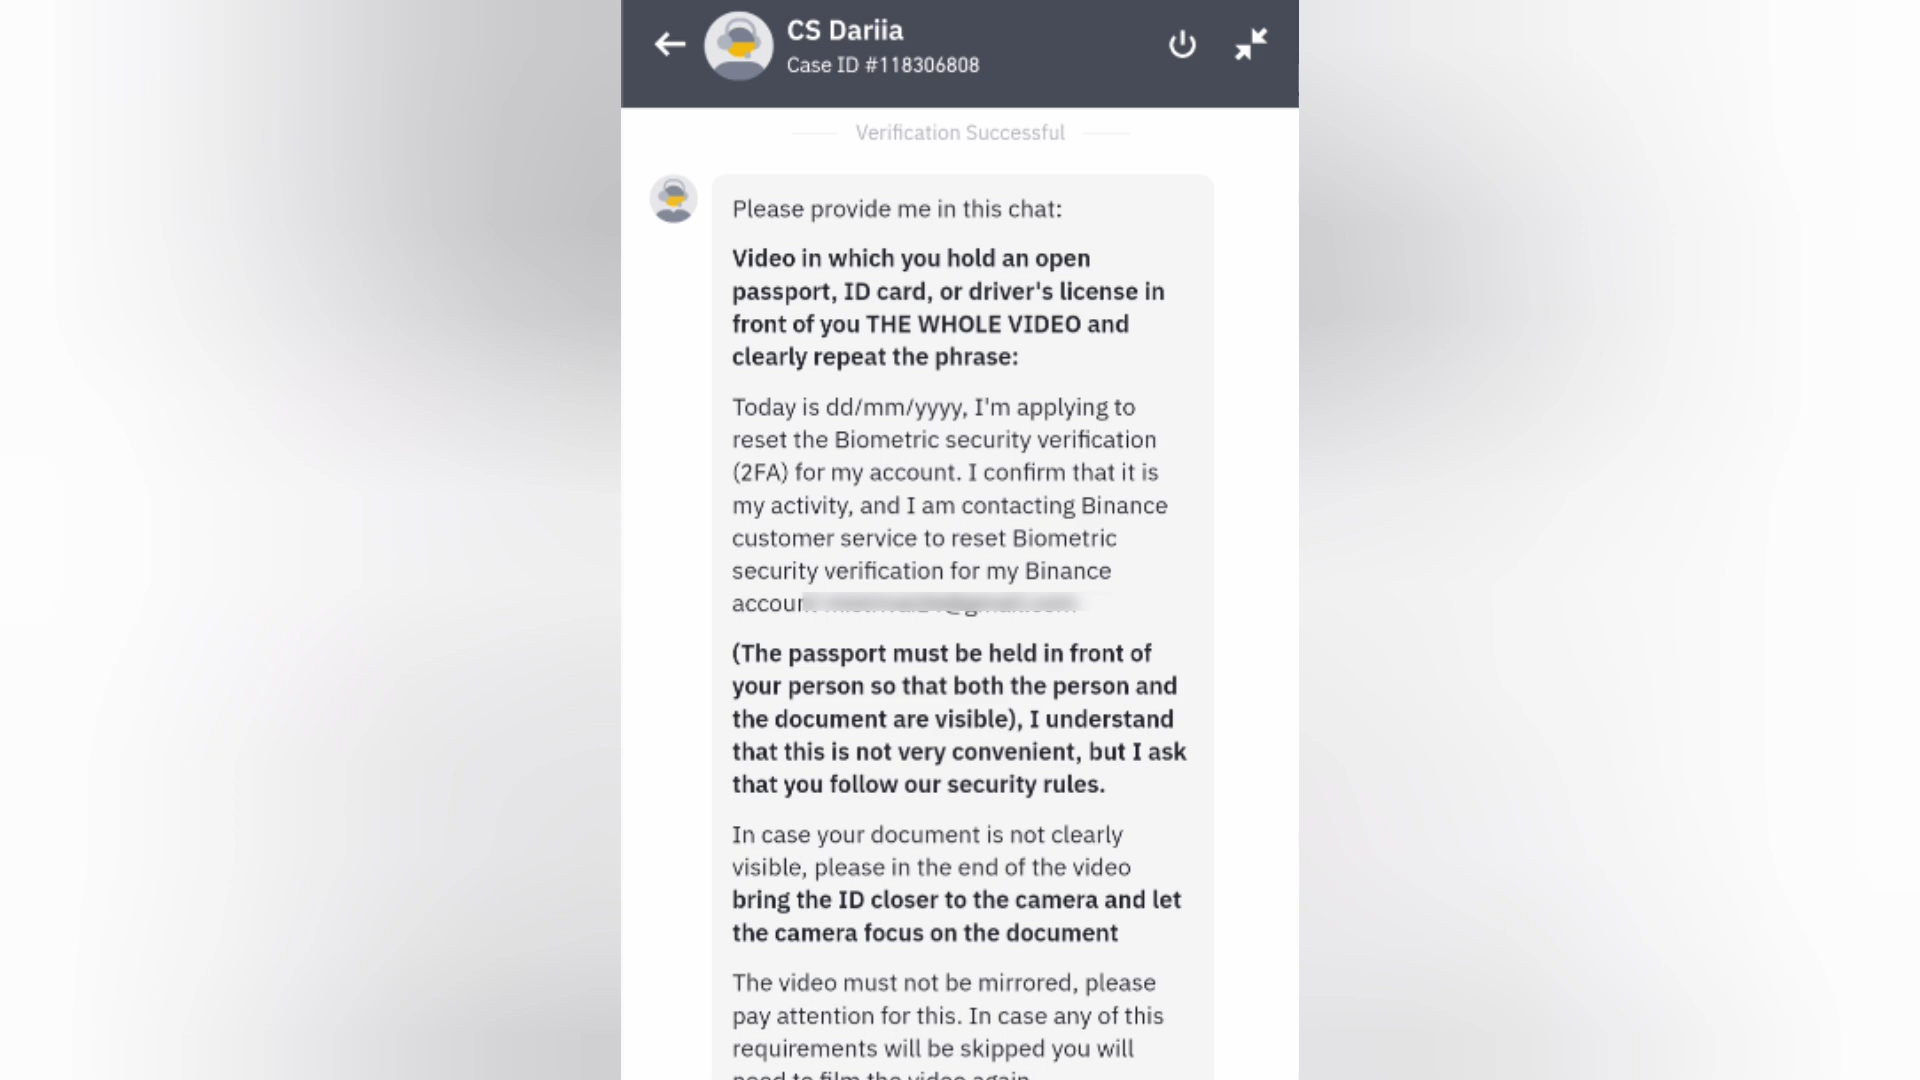 CS Dariia
Case ID #118306808
Verification Successful
Please provide me in this chat:
Video in which you hold an open
passport, ID card, or driver's license in
front of you THE WHOLE VIDEO and
clearly repeat the phrase:
Today is dd/mm/yyyy, I'm applying to
reset the Biometric security verification
(2FA) for my account. I confirm that it is
my activity, and I am contacting Binance
customer service to reset Biometric
security verification for my Binance
(The passport must be held in front of
your person so that both the person and
the document are visible), I understand
that this is not very convenient, but I ask
that you follow our security rules.
In case your document is not clearly
visible, please in the end of the video
bring the ID closer to the camera and let
the camera focus on the document
The video must not be mirrored, please
pay attention for this. In case any of this
requirements will be skipped you will
need to film the video again